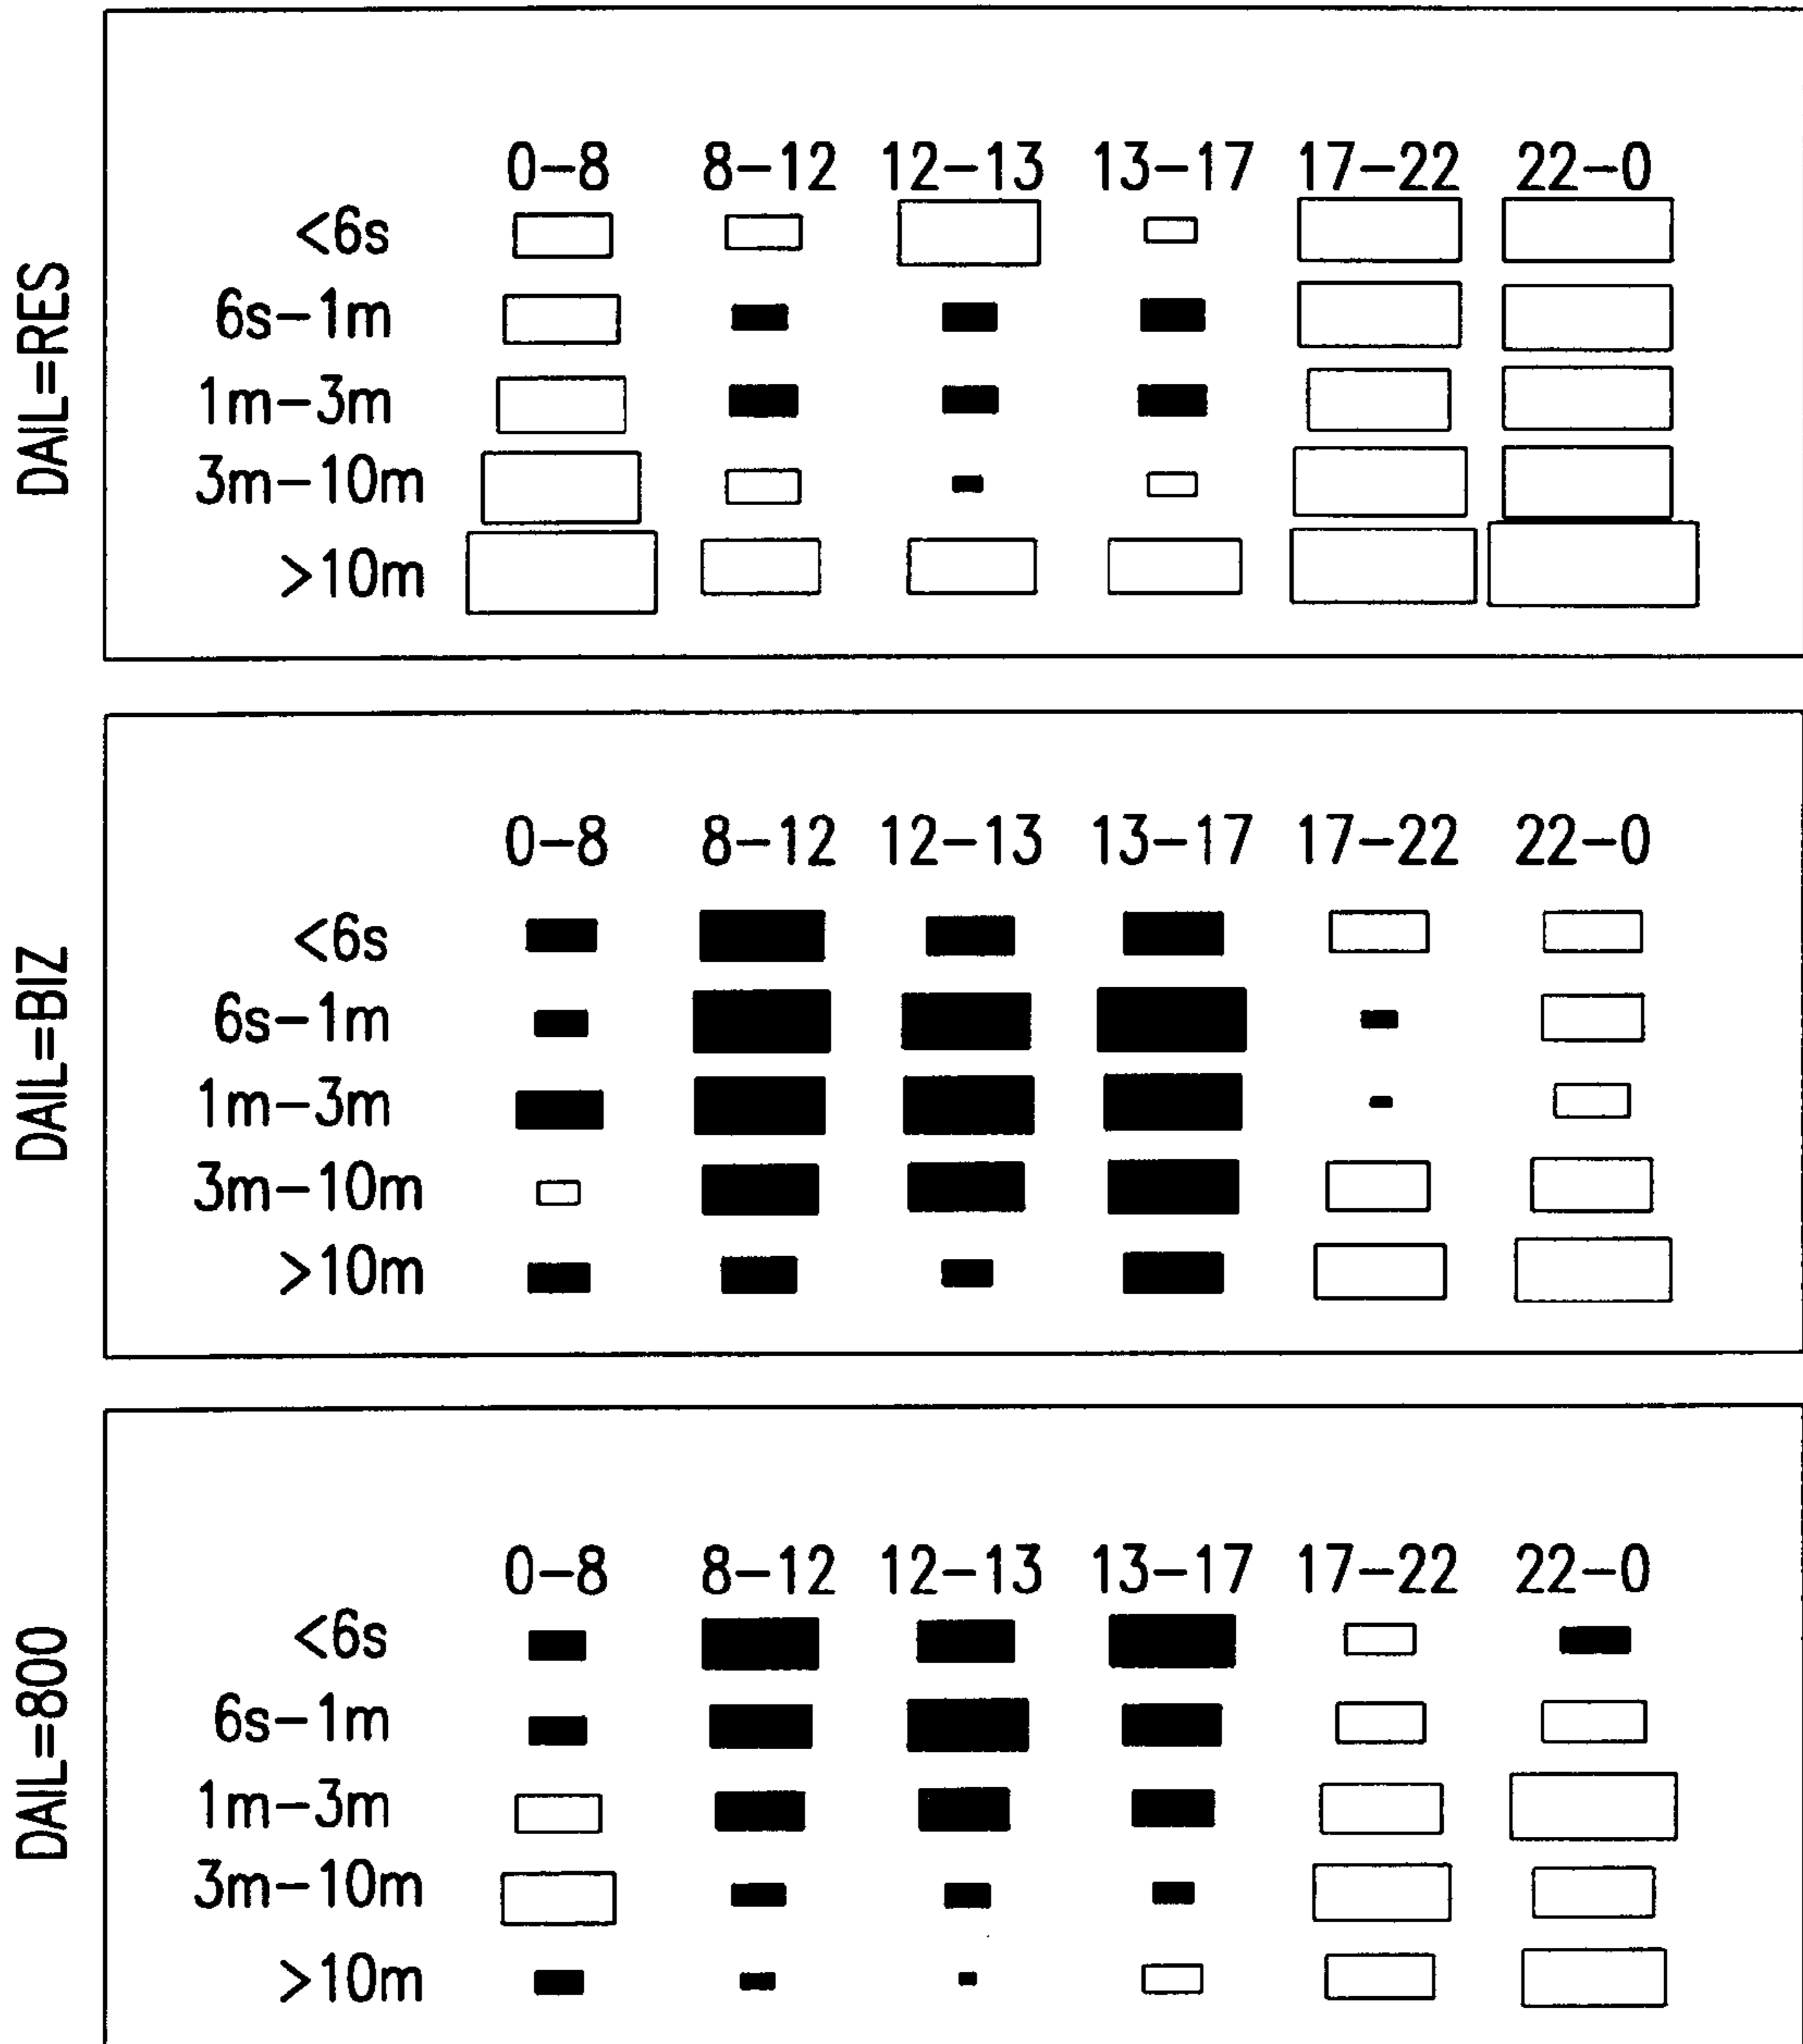 DAIL=RES
0-8 8-12 12-13 13-17 17-22 22-0
<6s
6s-1m
1m-3m
3m-10m
>10m
DAIL=BIZ
0-8 8-12 12-13 13-17 17-22 22-0
<6s
6s-1m
1m-3m
3m-10m
>10m
DAIL=800
0-8 8-12 12-13 13-17 17-22 22-0
<6s
6s-1m
1m-3m
3m-10m
>10m